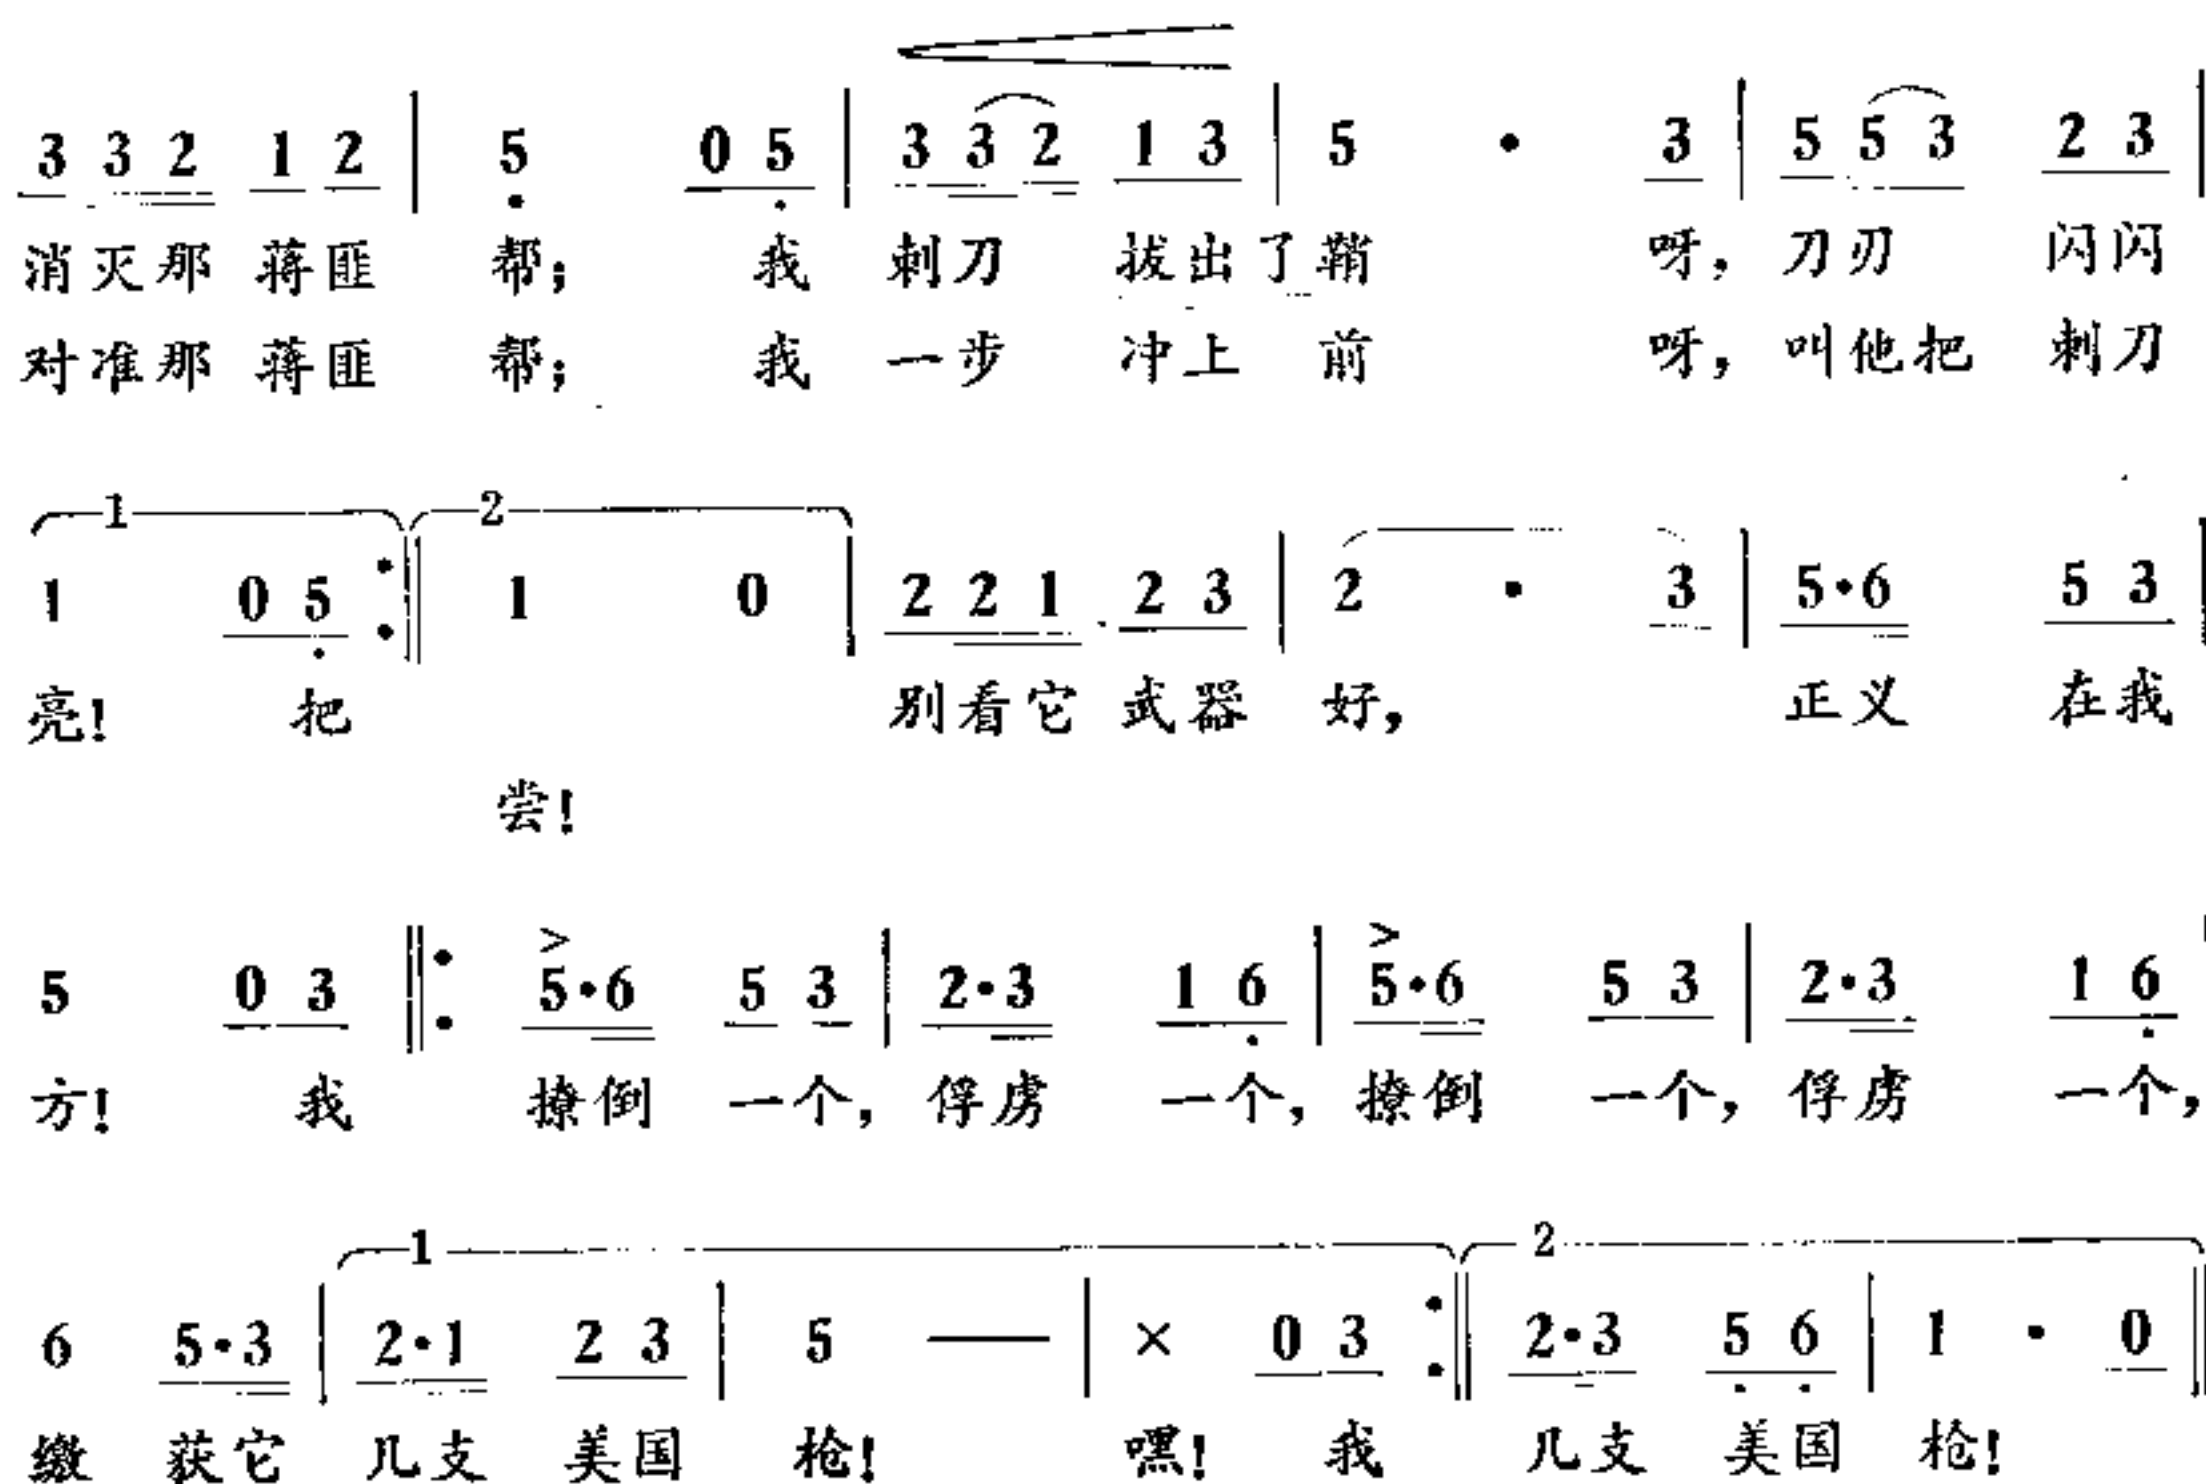 3 3 2 1 2 | 5 0 5 | 3 3 2 1 3 | 5 · 3 | 5 5 3 2 3 |
消灭那 蒋匪 帮； 我 刺刀 拔出了鞘 呀，刀刃 闪闪
对准那 蒋匪 帮； 我 一步 冲上 前 呀，叫他把 刺刀
1 2
1 0 5 :‖ 1 0 | 2 2 1 2 3 | 2 · 3 | 5·6 5 3 |
亮！ 把 别看它 武器 好， 正义 在我
尝！
5 0 3 ‖: 5·6 5 3 | 2·3 1 6 | 5·6 5 3 | 2·3 1 6
方！ 我 撩倒 一个，俘虏 一个，撩倒 一个，俘虏 一个，
1 2
6 5·3 | 2·1 2 3 | 5 — | × 0 3 :‖ 2·3 5 6 | 1 · 0 ‖
缴 获它 几支 美国 枪！ 嘿！ 我 几支 美国 枪！